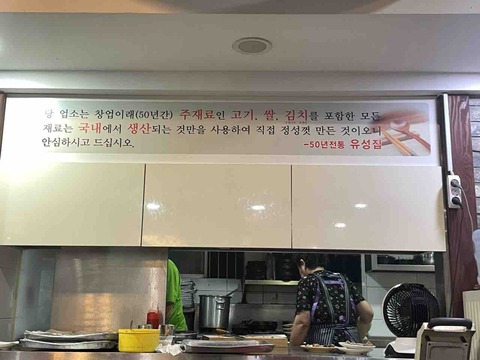 당 업소는 창업이래(50년간) 주재료인 고기, 쌀, 김치를 포함한 모든
재료는 국내에서 생산되는 것만을 사용하여 직접 정성껏 만든 것이오니
안심하시고 드십시오.
-50년전통 유성집